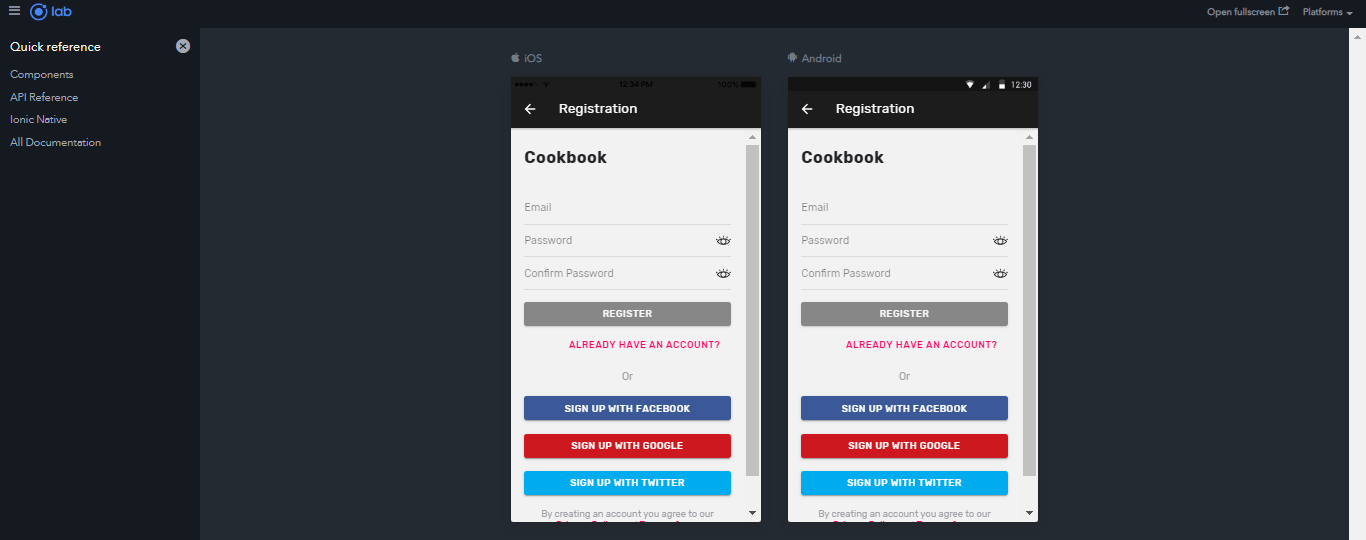 lab
Open fullscreen
Platforms
Quick reference
Components
API Reference
Ionic Native
All Documentation
iOS
12:34 PM
100%
Registration
Cookbook
Email
Password
Confirm Password
REGISTER
ALREADY HAVE AN ACCOUNT?
Or
SIGN UP WITH FACEBOOK
SIGN UP WITH GOOGLE
SIGN UP WITH TWITTER
By creating an account you agree to our
Android
12:30
Registration
Cookbook
Email
Password
Confirm Password
REGISTER
ALREADY HAVE AN ACCOUNT?
Or
SIGN UP WITH FACEBOOK
SIGN UP WITH GOOGLE
SIGN UP WITH TWITTER
By creating an account you agree to our